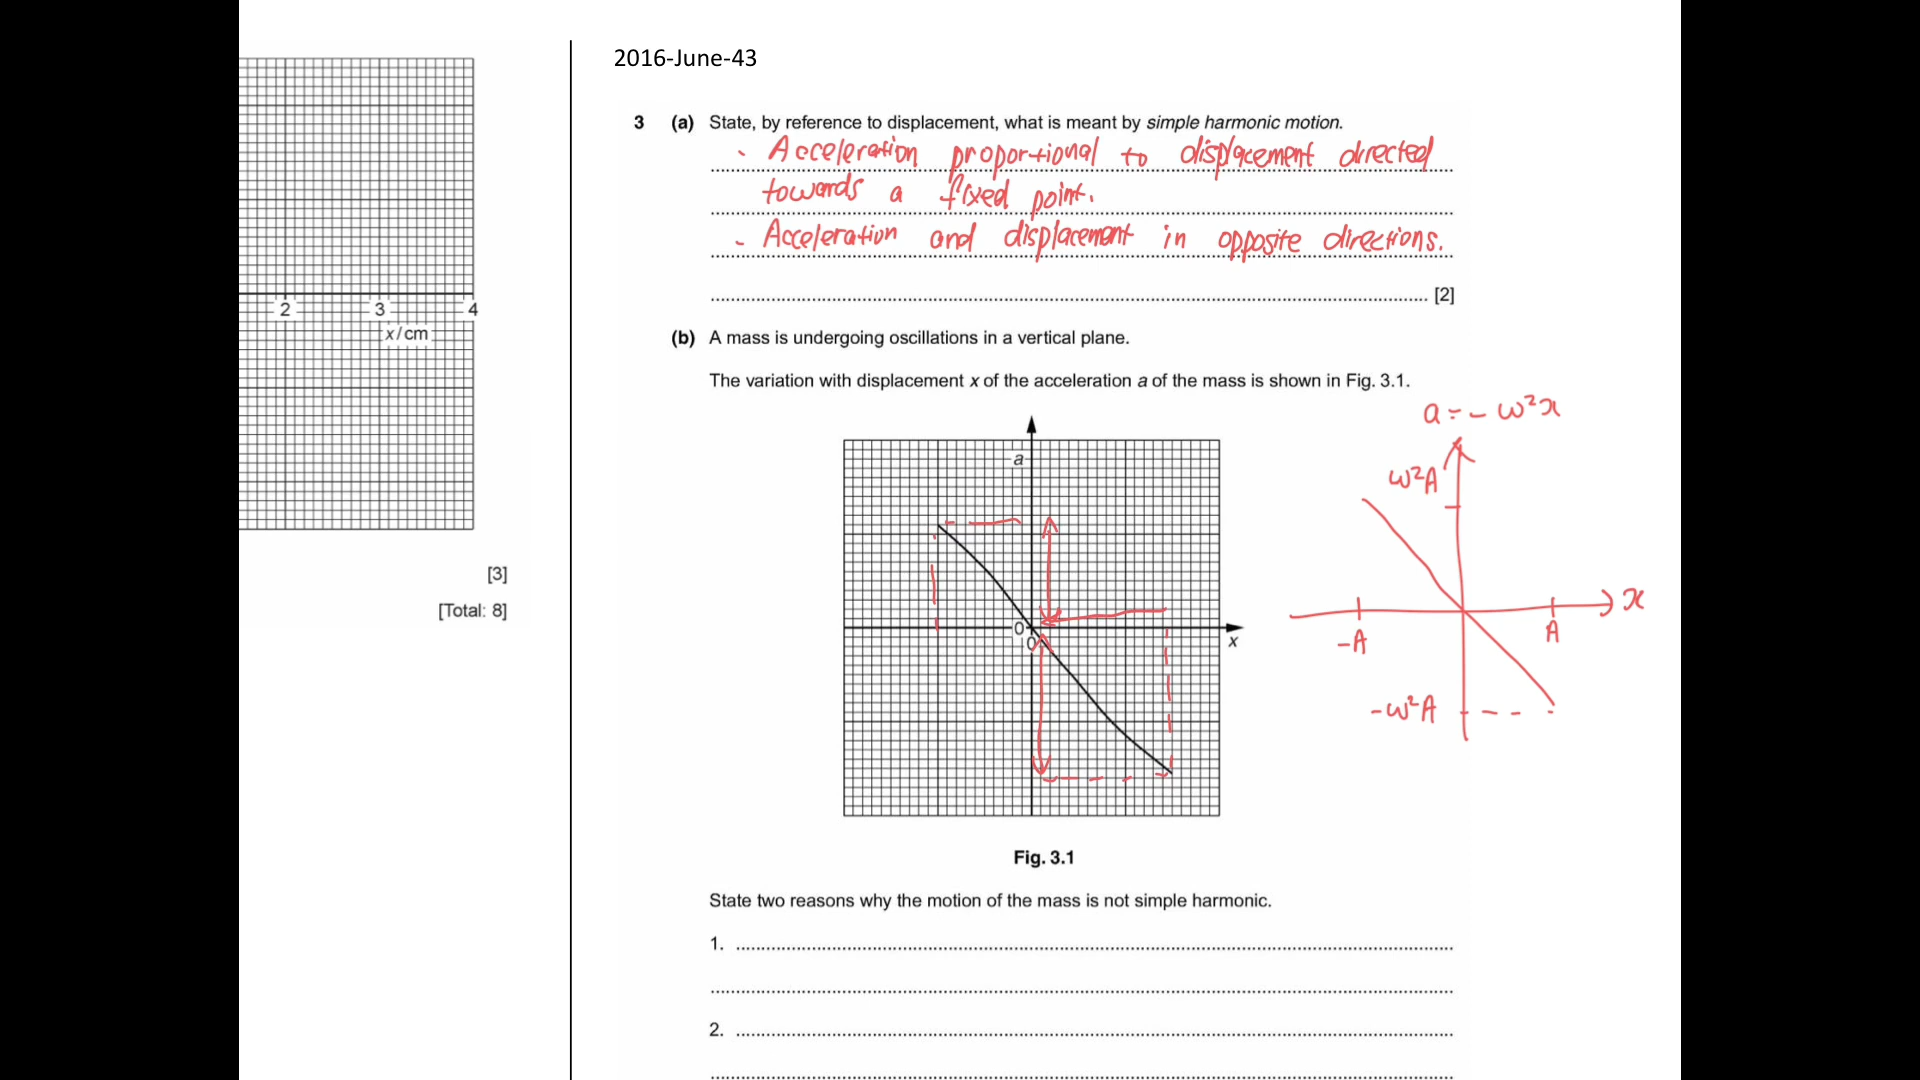 2016-June-43
3 (a) State, by reference to displacement, what is meant by simple harmonic motion.
- Acceleration proportional to displacement directed
towards a fixed point.
- Acceleration and displacement in opposite directions.
[2]
2 3 4
x/cm
[3]
[Total: 8]
(b) A mass is undergoing oscillations in a vertical plane.
The variation with displacement x of the acceleration a of the mass is shown in Fig. 3.1.
a
0
0
x
a = - ω²x
ω²A
x
-A
A
-ω²A
Fig. 3.1
State two reasons why the motion of the mass is not simple harmonic.
1.
2.